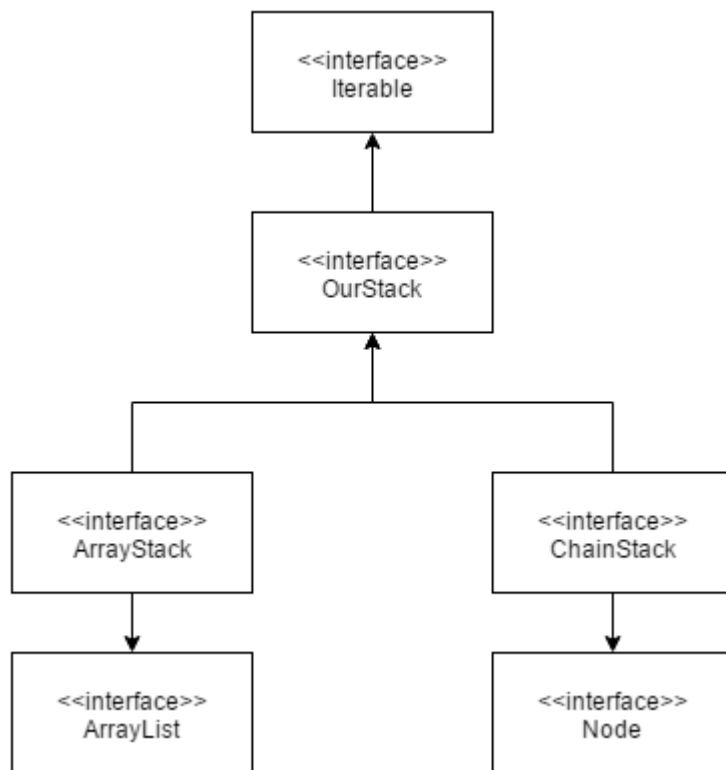 <<interface>>
Iterable
<<interface>>
OurStack
<<interface>>
ArrayStack
<<interface>>
ChainStack
<<interface>>
ArrayList
<<interface>>
Node